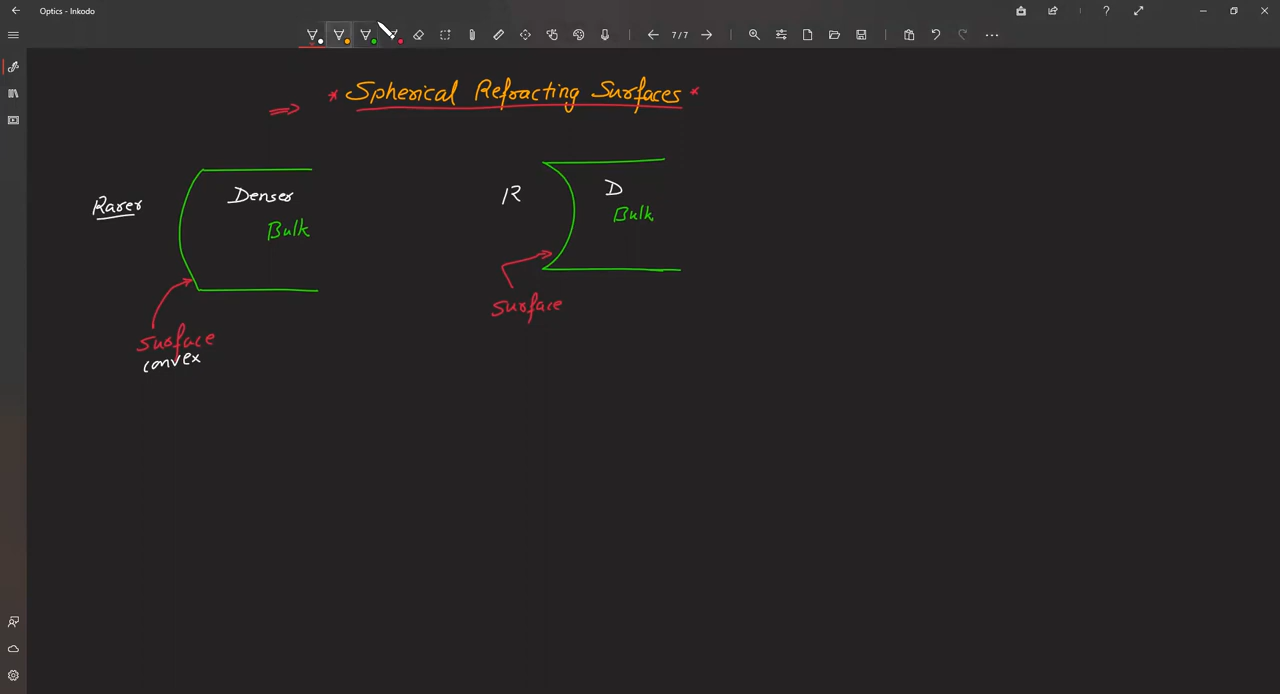 Optics - Inkodo
7/7
* Spherical Refracting Surfaces *
Rarer
Denser
Bulk
surface
convex
R
D
Bulk
surface